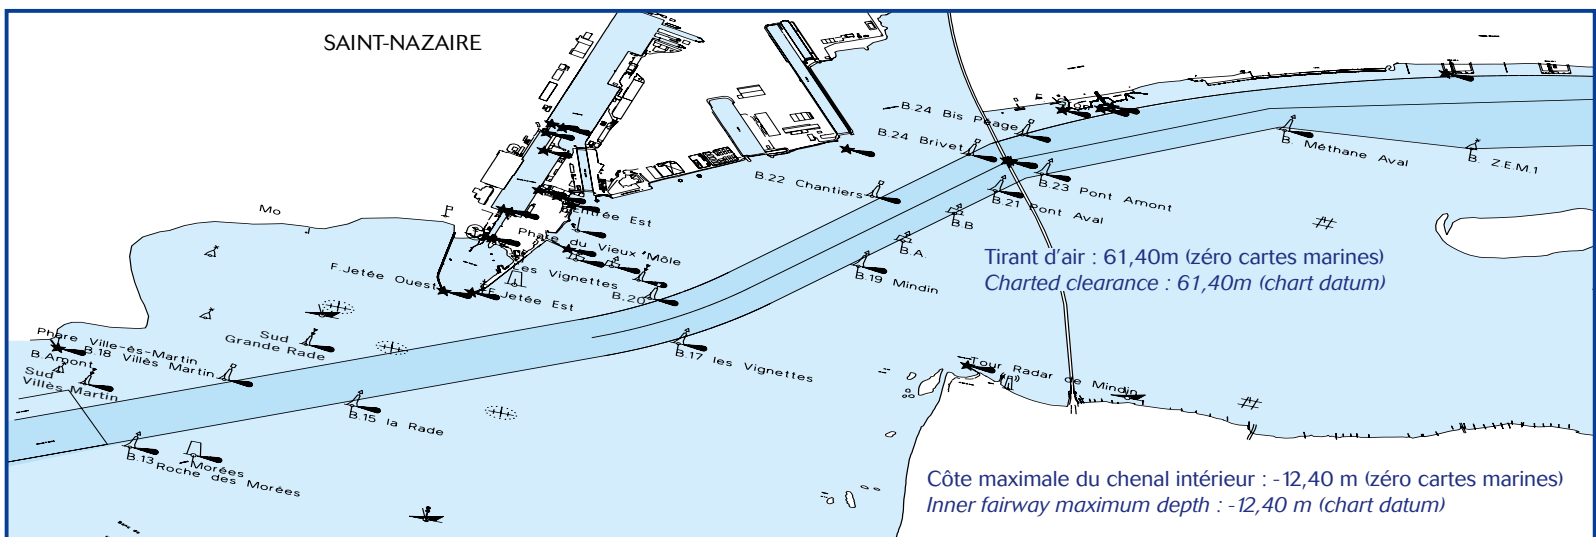 SAINT-NAZAIRE
B.24 Bis Péage
B.24 Brivet
B. Méthane Aval
B. Z.E.M.1
B.22 Chantiers
B.23 Pont Amont
B.21 Pont Aval
Mo
Entrée Est
B.B
Phare du Vieux Môle
B.A.
Tirant d'air : 61,40m (zéro cartes marines)
Charted clearance : 61,40m (chart datum)
Les Vignettes
B.19 Mindin
F.Jetée Ouest
F.Jetée Est
B.20
Sud
Grande Rade
Phare Ville-ès-Martin
B.18 Villès Martin
B.Amont
Sud
Villès Martin
B.17 les Vignettes
Tour Radar de Mindin
B.15 la Rade
B.13
Roche des Morées
Morées
Côte maximale du chenal intérieur : -12,40 m (zéro cartes marines)
Inner fairway maximum depth : -12,40 m (chart datum)